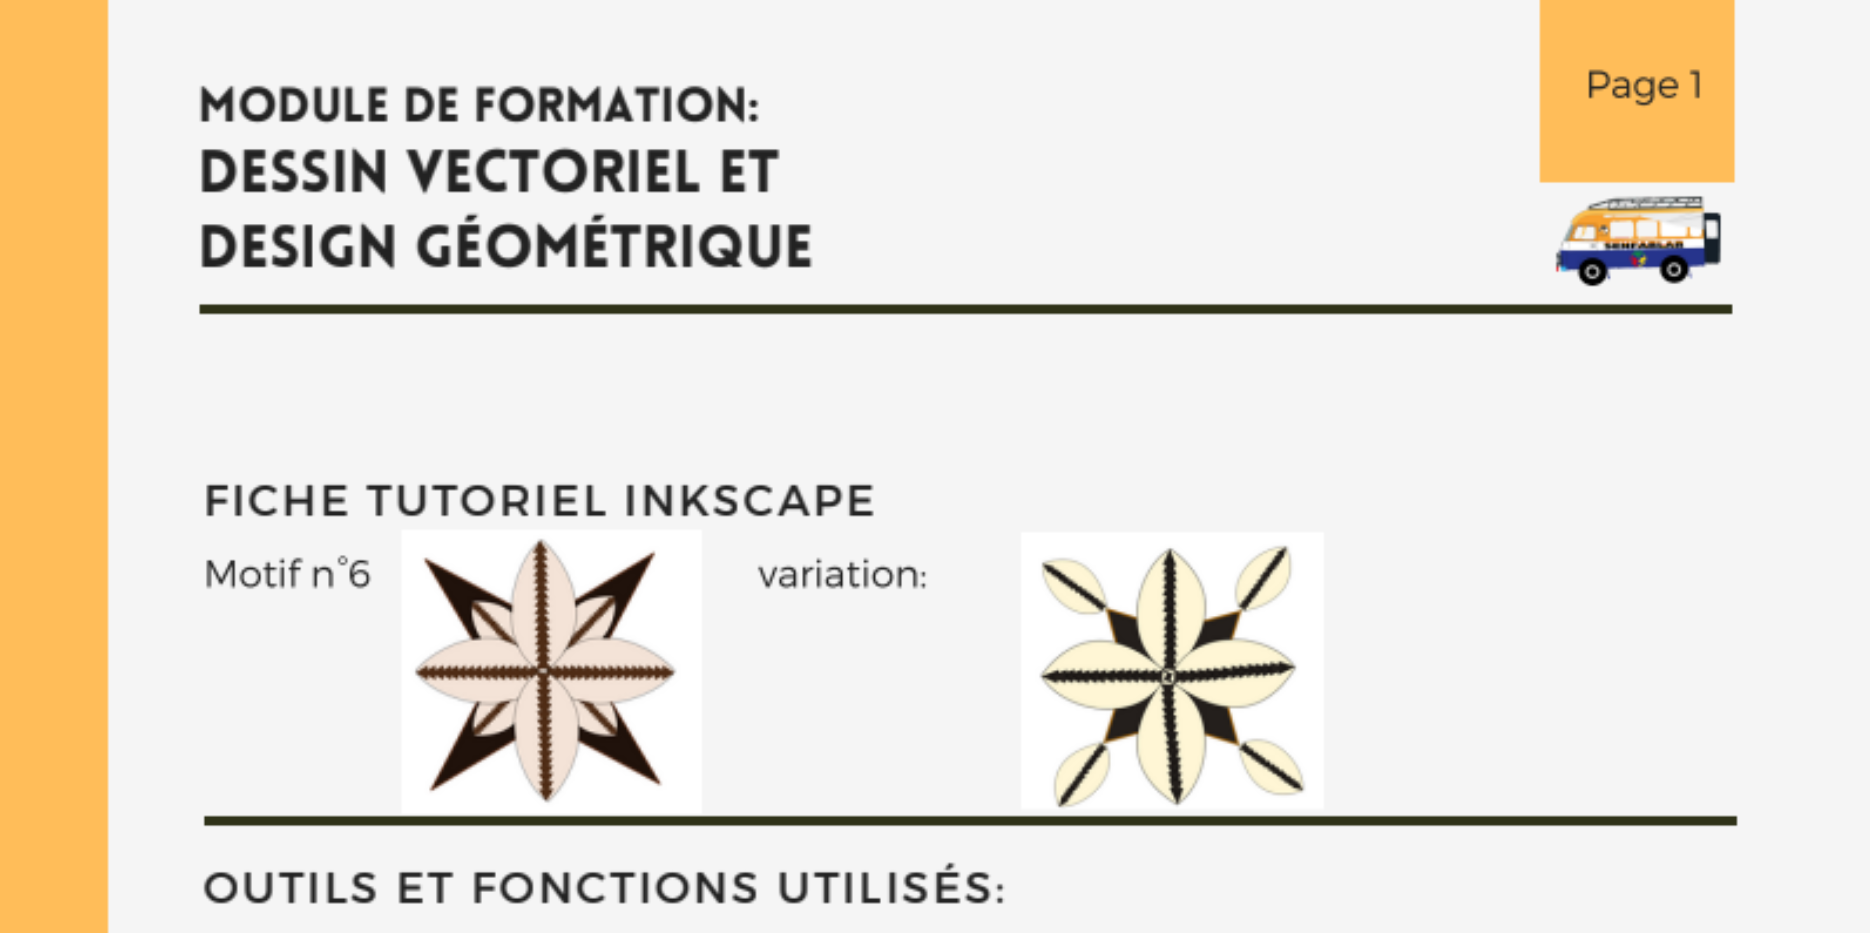 Page 1
MODULE DE FORMATION:
DESSIN VECTORIEL ET
DESIGN GÉOMÉTRIQUE
SENFABLAB
FICHE TUTORIEL INKSCAPE
Motif n°6
variation:
OUTILS ET FONCTIONS UTILISÉS: